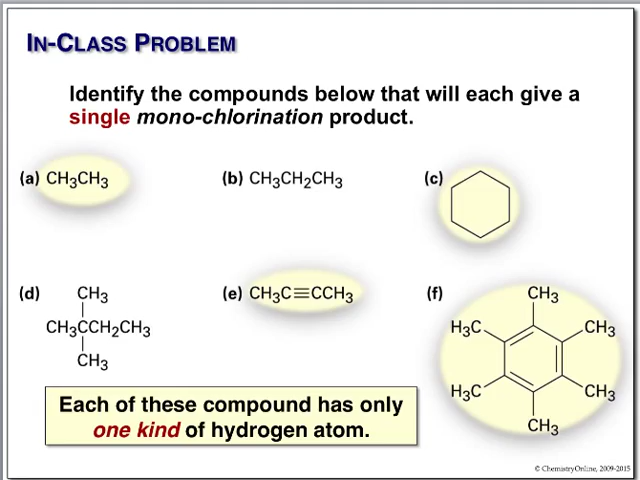 IN-CLASS PROBLEM
Identify the compounds below that will each give a
single mono-chlorination product.
(a) CH₃CH₃ (b) CH₃CH₂CH₃ (c)
(d) CH₃
CH₃CCH₂CH₃
CH₃
(e) CH₃C≡CCH₃
(f) CH₃
H₃C CH₃
H₃C CH₃
CH₃
Each of these compound has only
one kind of hydrogen atom.
© ChemistryOnline, 2009-2015